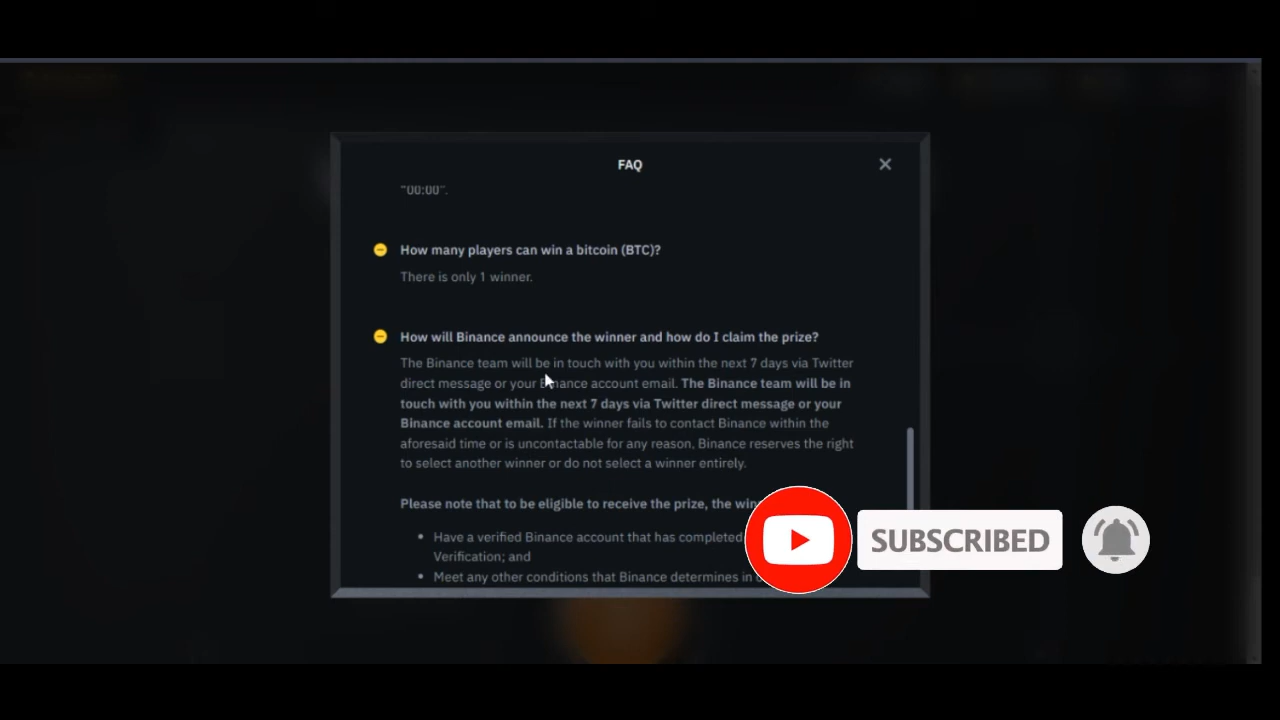 FAQ
"00:00".
How many players can win a bitcoin (BTC)?
There is only 1 winner.
How will Binance announce the winner and how do I claim the prize?
The Binance team will be in touch with you within the next 7 days via Twitter
direct message or your Binance account email. The Binance team will be in
touch with you within the next 7 days via Twitter direct message or your
Binance account email. If the winner fails to contact Binance within the
aforesaid time or is uncontactable for any reason, Binance reserves the right
to select another winner or do not select a winner entirely.
Please note that to be eligible to receive the prize, the
Have a verified Binance account that has completed
Verification; and
Meet any other conditions that Binance determines in
SUBSCRIBED